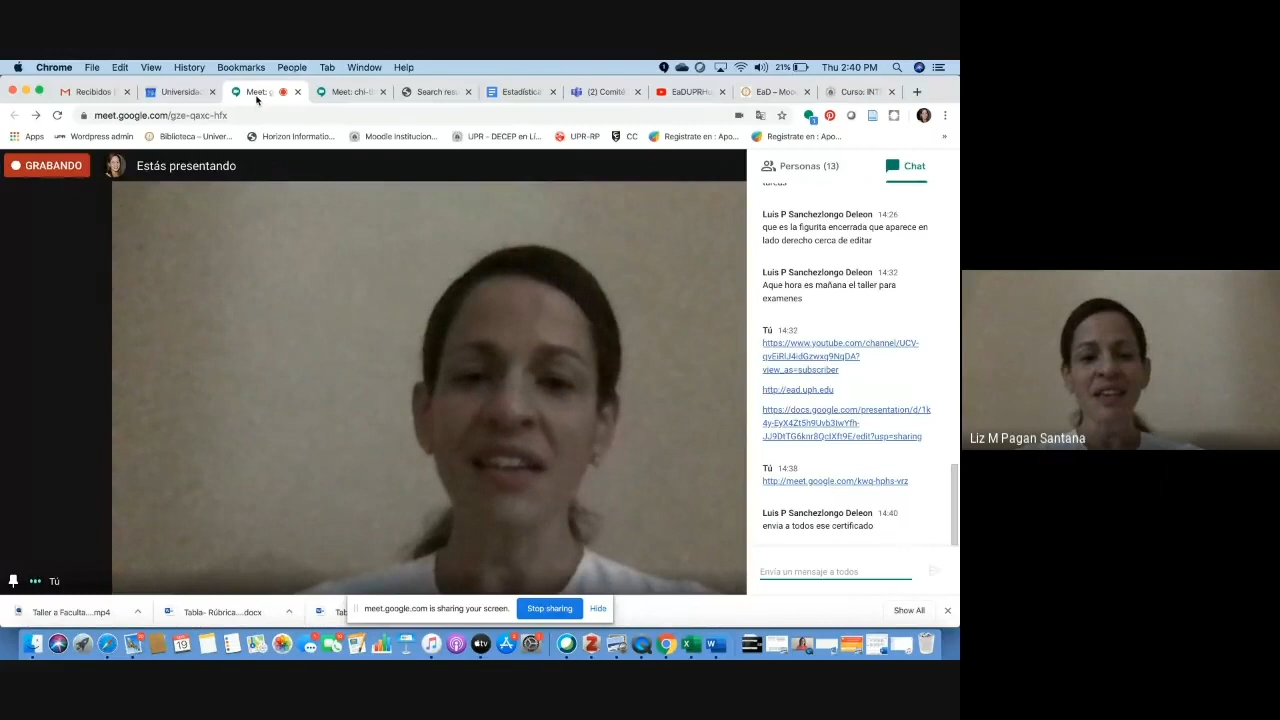 Chrome File Edit View History Bookmarks People Tab Window Help 21% Thu 2:40 PM
Recibidos Universida Meet: g Meet: chi- Search resu Estadística (2) Comité EaDUPRHu EaD – Moo Curso: INT
meet.google.com/gze-qaxc-hfx
Apps Wordpress admin Biblioteca – Univer... Horizon Informatio... Moodle Institucion... UPR - DECEP en Lí... UPR-RP CC Registrate en : Apo... Registrate en : Apo... »
GRABANDO Estás presentando
Personas (13) Chat
Luis P Sanchezlongo Deleon 14:26
que es la figurita encerrada que aparece en
lado derecho cerca de editar
Luis P Sanchezlongo Deleon 14:32
Aque hora es mañana el taller para
examenes
Tú 14:32
https://www.youtube.com/channel/UCV-
view_as=subscriber
http://ead.uph.edu
https://docs.google.com/presentation/d/1k
4y-EyX4Zt5h9Uvb3IwYfh-
JJ9DtTG6knr8QcIXft9E/edit?usp=sharing
Tú 14:38
http://meet.google.com/kwq-hphs-vrz
Luis P Sanchezlongo Deleon 14:40
envia a todos ese certificado
Envía un mensaje a todos
Tú
Liz M Pagan Santana
meet.google.com is sharing your screen. Stop sharing Hide
Taller a Faculta....mp4 Tabla- Rúbrica....docx Tab Show All